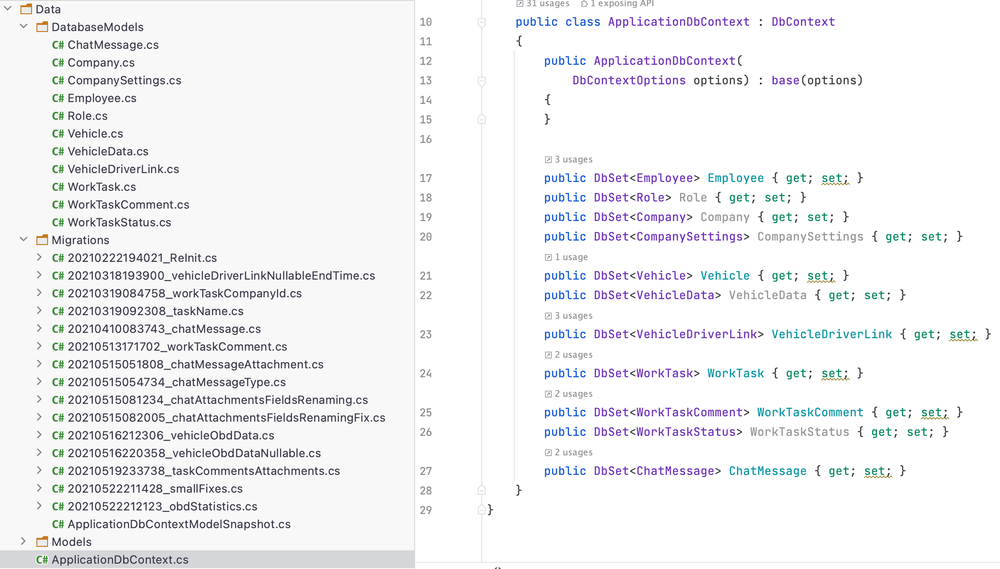 Data
DatabaseModels
C# ChatMessage.cs
C# Company.cs
C# CompanySettings.cs
C# Employee.cs
C# Role.cs
C# Vehicle.cs
C# VehicleData.cs
C# VehicleDriverLink.cs
C# WorkTask.cs
C# WorkTaskComment.cs
C# WorkTaskStatus.cs
Migrations
C# 20210222194021_ReInit.cs
C# 20210318193900_vehicleDriverLinkNullableEndTime.cs
C# 20210319084758_workTaskCompanyId.cs
C# 20210319092308_taskName.cs
C# 20210410083743_chatMessage.cs
C# 20210513171702_workTaskComment.cs
C# 20210515051808_chatMessageAttachment.cs
C# 20210515054734_chatMessageType.cs
C# 20210515081234_chatAttachmentsFieldsRenaming.cs
C# 20210515082005_chatAttachmentsFieldsRenamingFix.cs
C# 20210516212306_vehicleObdData.cs
C# 20210516220358_vehicleObdDataNullable.cs
C# 20210519233738_taskCommentsAttachments.cs
C# 20210522211428_smallFixes.cs
C# 20210522212123_obdStatistics.cs
C# ApplicationDbContextModelSnapshot.cs
Models
C# ApplicationDbContext.cs
31 usages 1 exposing API
10 public class ApplicationDbContext : DbContext
11 {
12 public ApplicationDbContext(
13 DbContextOptions options) : base(options)
14 {
15 }
16
3 usages
17 public DbSet<Employee> Employee { get; set; }
18 public DbSet<Role> Role { get; set; }
19 public DbSet<Company> Company { get; set; }
20 public DbSet<CompanySettings> CompanySettings { get; set; }
1 usage
21 public DbSet<Vehicle> Vehicle { get; set; }
22 public DbSet<VehicleData> VehicleData { get; set; }
3 usages
23 public DbSet<VehicleDriverLink> VehicleDriverLink { get; set; }
2 usages
24 public DbSet<WorkTask> WorkTask { get; set; }
2 usages
25 public DbSet<WorkTaskComment> WorkTaskComment { get; set; }
26 public DbSet<WorkTaskStatus> WorkTaskStatus { get; set; }
2 usages
27 public DbSet<ChatMessage> ChatMessage { get; set; }
28 }
29 }